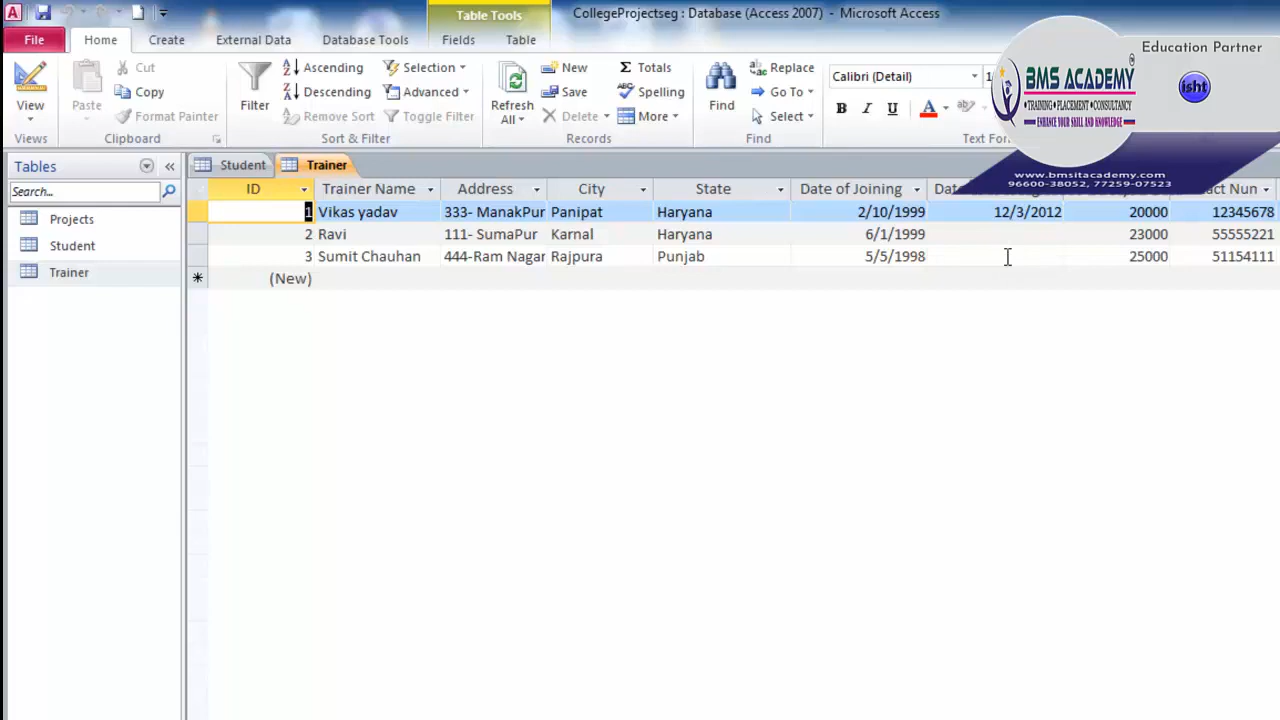 CollegeProjectseg : Database (Access 2007) - Microsoft Access
Table Tools
File Home Create External Data Database Tools Fields Table
Education Partner
BMS ACADEMY
TRAINING•PLACEMENT•CONSULTANCY
ENHANCE YOUR SKILL AND KNOWLEDGE
isht
www.bmsitacademy.com
96600-38052, 77259-07523
View
Views
Paste
Cut
Copy
Format Painter
Clipboard
Filter
Ascending
Descending
Remove Sort
Selection
Advanced
Toggle Filter
Sort & Filter
Refresh
All
New
Save
Delete
Totals
Spelling
More
Records
Find
Replace
Go To
Select
Find
Calibri (Detail)
B I U A ab
Text For
Tables
Search...
Projects
Student
Trainer
Student Trainer
ID Trainer Name Address City State Date of Joining Date of
1 Vikas yadav 333- ManakPur Panipat Haryana 2/10/1999 12/3/2012 20000 12345678
2 Ravi 111- SumaPur Karnal Haryana 6/1/1999 23000 55555221
3 Sumit Chauhan 444-Ram Nagar Rajpura Punjab 5/5/1998 25000 51154111
(New)